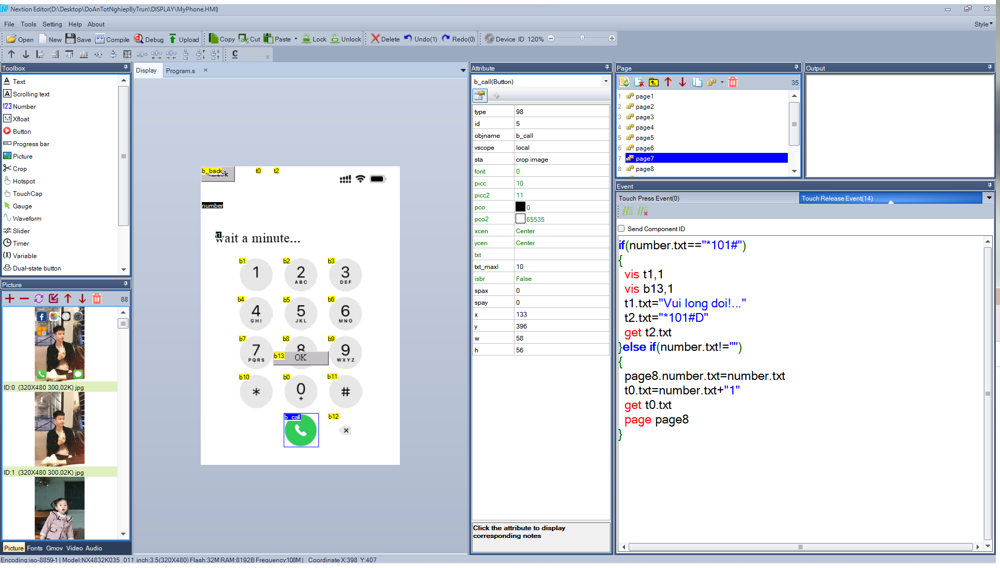 Nextion Editor(D:\Desktop\DoAnTotNghiepByTrun\DISPLAY\MyPhone.HMI)
File Tools Setting Help About
Style
Open New Save Compile Debug Upload Copy Cut Paste Lock Unlock Delete Undo(1) Redo(0) Device ID 120%
C
Toolbox
Text
Scrolling text
123 Number
1.1 Xfloat
Button
Progress bar
Picture
Crop
Hotspot
TouchCap
Gauge
Waveform
Slider
Timer
(X) Variable
Dual-state button
Picture
88
ID:0 (320X480 300,02K) jpg
ID:1 (320X480 300,02K) jpg
Picture Fonts Gmov Video Audio
Display Program.s
b_back t0 t2
number
t1
wait a minute...
b1 b2 b3
1 2 3
ABC DEF
b4 b5 b6
4 5 6
GHI JKL MNO
b7 b8 b9
7 8 9
PQRS WXYZ
b13 OK
b10 b0 b11
* 0 #
+
b_call b12
Attribute
b_call(Button)
type 98
id 5
objname b_call
vscope local
sta crop image
font 0
picc 10
picc2 11
pco 0
pco2 65535
xcen Center
ycen Center
txt
txt_maxl 10
isbr False
spax 0
spay 0
x 133
y 396
w 58
h 56
Click the attribute to display
corresponding notes
Page
35
1 page1
2 page2
3 page3
4 page4
5 page5
6 page6
7 page7
8 page8
Output
Event
Touch Press Event(0) Touch Release Event(14)
Send Component ID
if(number.txt=="*101#")
{
vis t1,1
vis b13,1
t1.txt="Vui long doi!..."
t2.txt="*101#D"
get t2.txt
}else if(number.txt!="")
{
page8.number.txt=number.txt
t0.txt=number.txt+"1"
get t0.txt
page page8
}
Encoding:iso-8859-1 | Model:NX4832K035_011 inch:3.5(320X480) Flash:32M RAM:8192B Frequency:108M | Coordinate X:398 Y:407